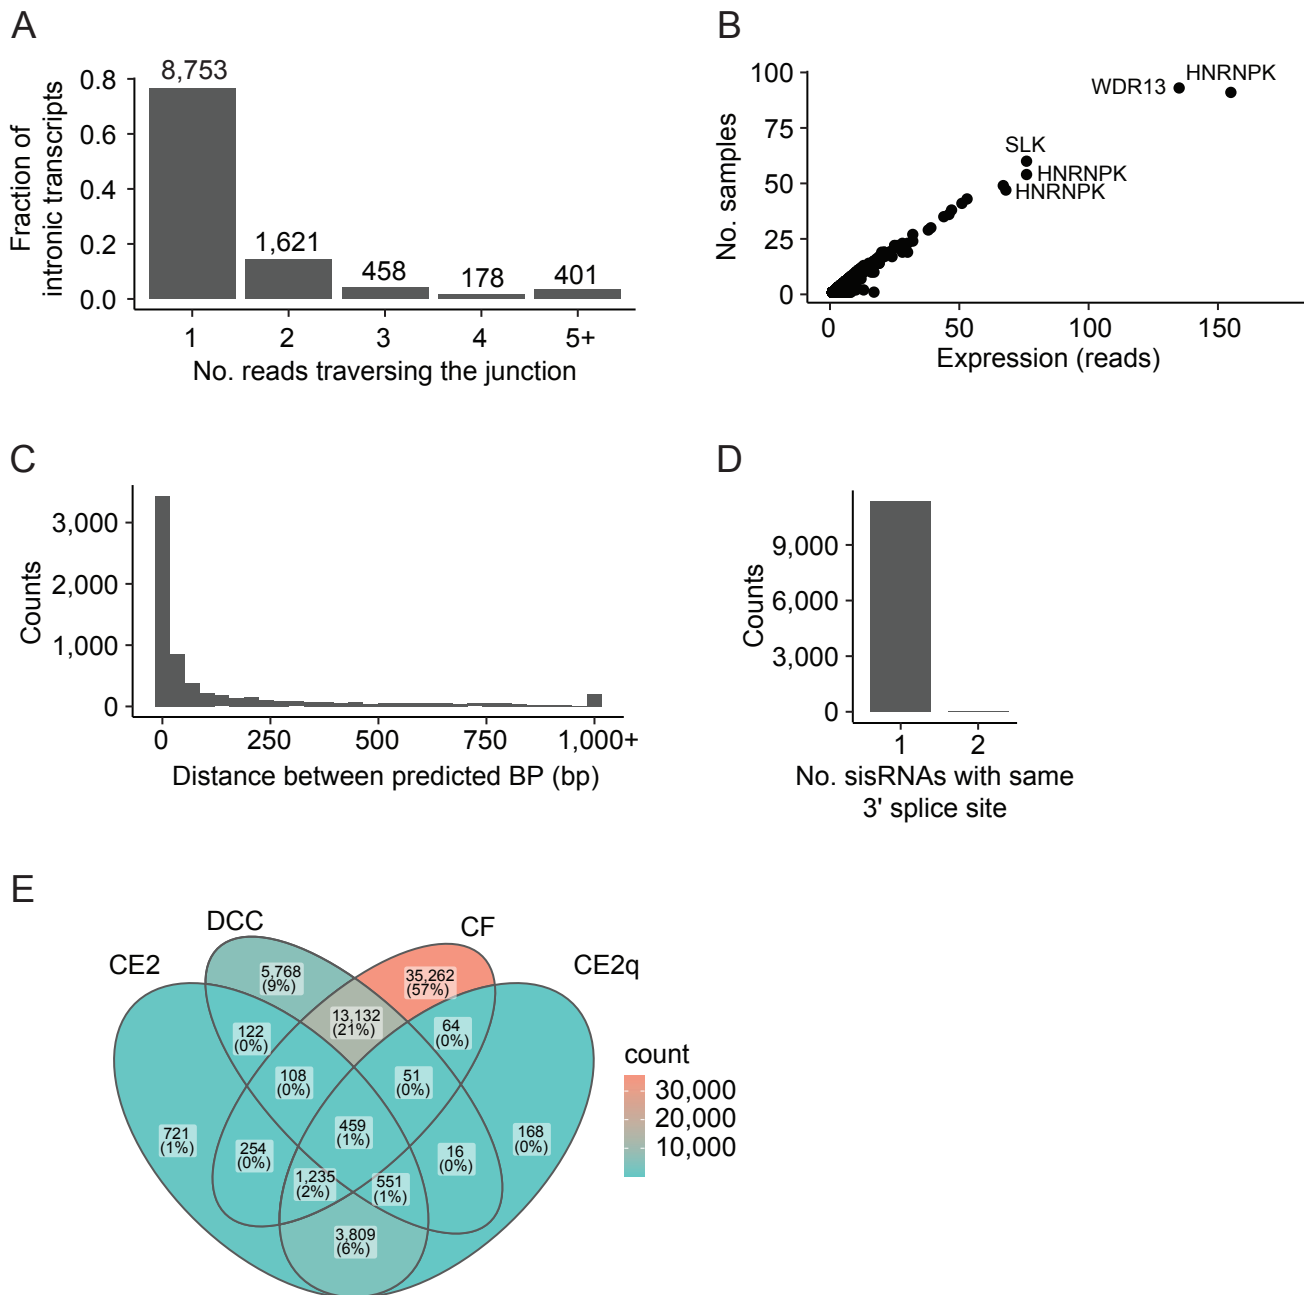 A
Fraction of
intronic transcripts
0.8
0.6
0.4
0.2
0.0
8,753
1,621
458
178
401
1
2
3
4
5+
No. reads traversing the junction
B
No. samples
100
75
50
25
0
WDR13
HNRNPK
SLK
HNRNPK
HNRNPK
0
50
100
150
Expression (reads)
C
Counts
3,000
2,000
1,000
0
0
250
500
750
1,000+
Distance between predicted BP (bp)
D
Counts
9,000
6,000
3,000
0
1
2
No. sisRNAs with same
3' splice site
E
CE2
DCC
CF
CE2q
5,768
(9%)
35,262
(57%)
13,132
(21%)
122
(0%)
64
(0%)
108
(0%)
51
(0%)
721
(1%)
254
(0%)
459
(1%)
16
(0%)
168
(0%)
1,235
(2%)
551
(1%)
3,809
(6%)
count
30,000
20,000
10,000